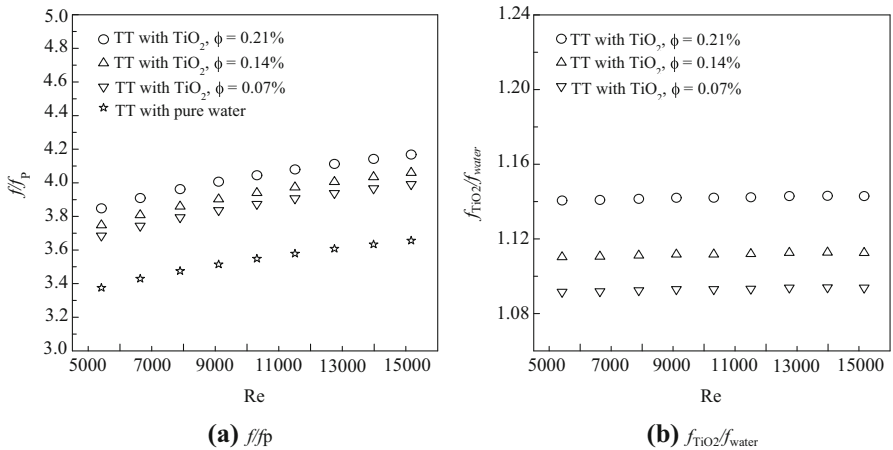 5.0
4.8
4.6
4.4
4.2
4.0
3.8
3.6
3.4
3.2
3.0
f/fP
TT with TiO2, ϕ = 0.21%
TT with TiO2, ϕ = 0.14%
TT with TiO2, ϕ = 0.07%
TT with pure water
5000 7000 9000 11000 13000 15000
Re
(a) f/fp
1.24
1.20
1.16
1.12
1.08
fTiO2/fwater
TT with TiO2, ϕ = 0.21%
TT with TiO2, ϕ = 0.14%
TT with TiO2, ϕ = 0.07%
5000 7000 9000 11000 13000 15000
Re
(b) fTiO2/fwater